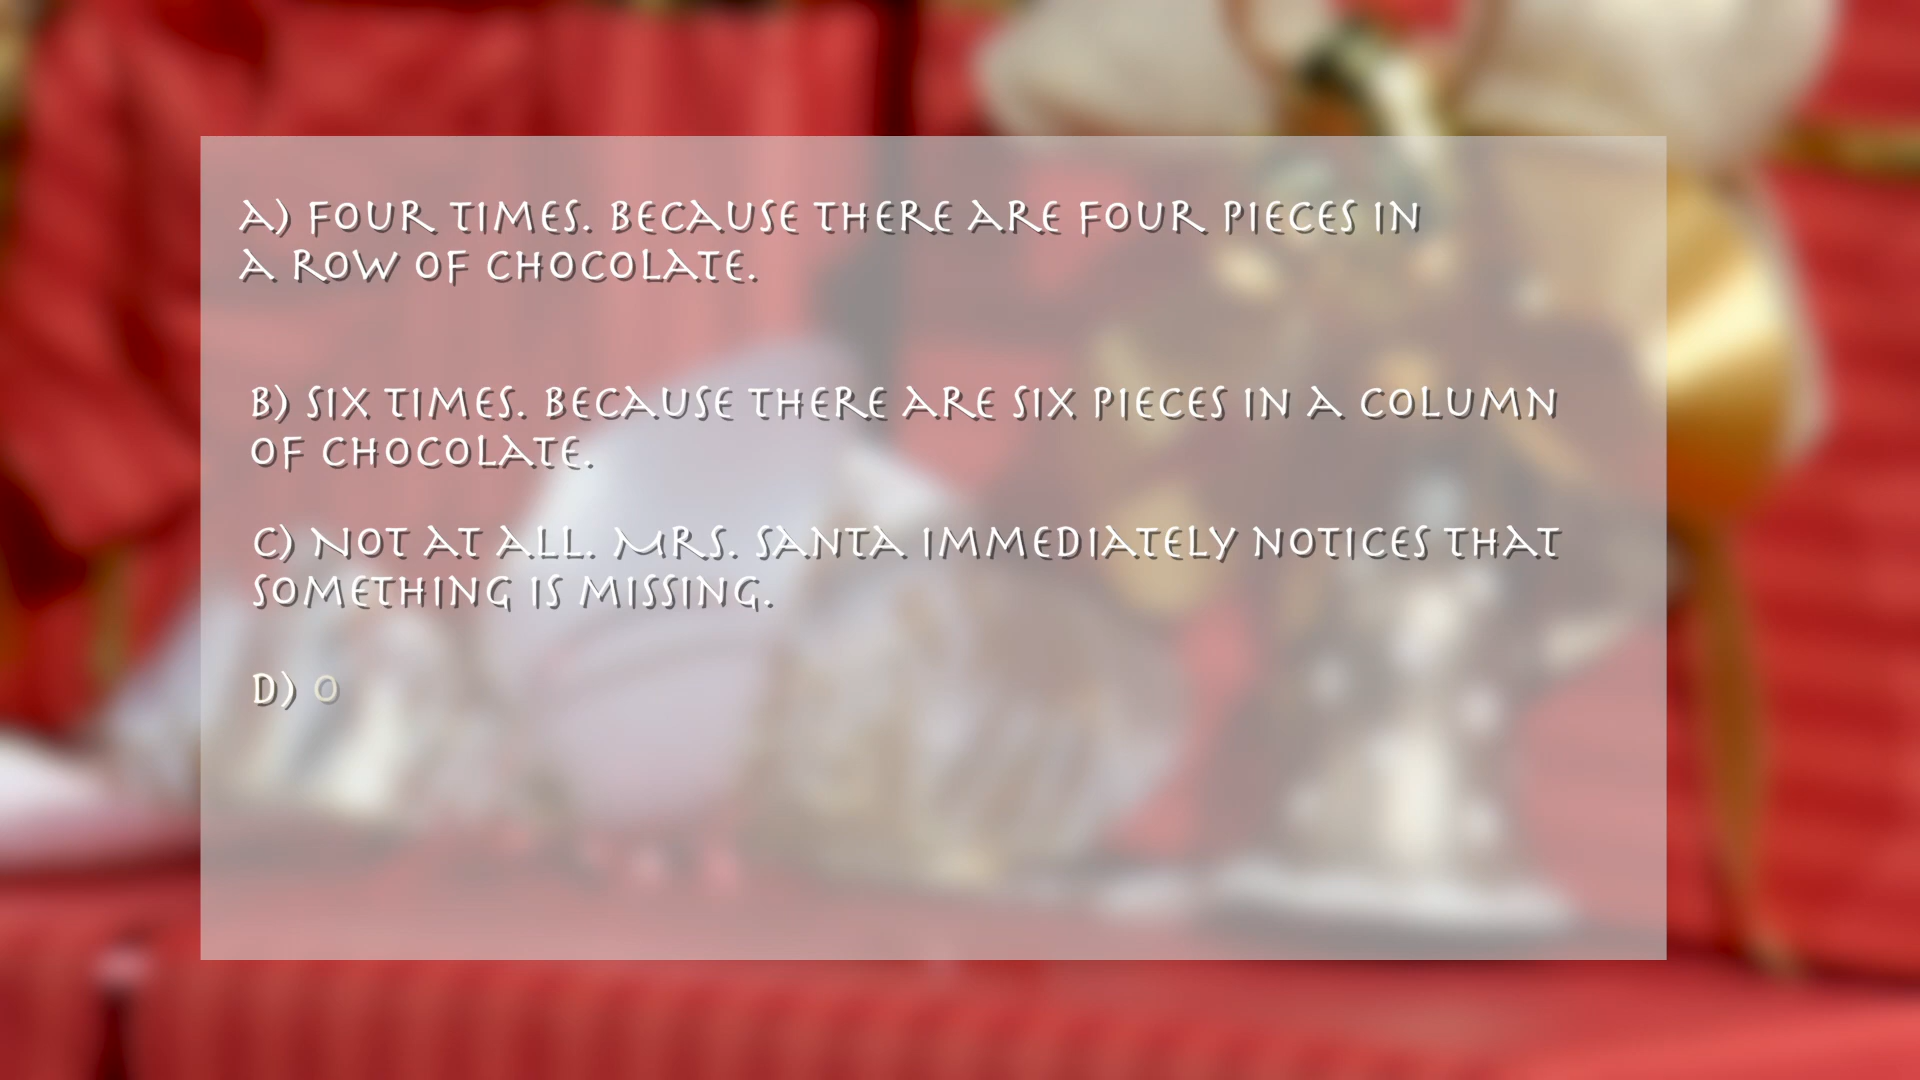 A) FOUR TIMES. BECAUSE THERE ARE FOUR PIECES IN
A ROW OF CHOCOLATE.
B) SIX TIMES. BECAUSE THERE ARE SIX PIECES IN A COLUMN
OF CHOCOLATE.
C) NOT AT ALL. MRS. SANTA IMMEDIATELY NOTICES THAT
SOMETHING IS MISSING.
D) O